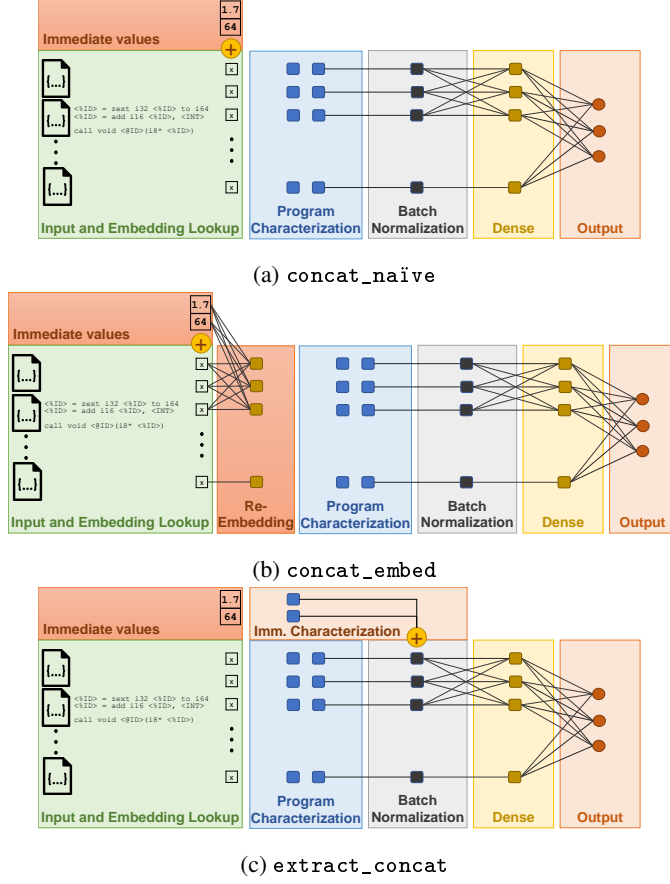 1.7
64
Immediate values
+
{...}
x
x
{...}
<%ID> = zext i32 <%ID> to i64
<%ID> = add i16 <%ID>, <INT>
x
call void <@ID>(i8* <%ID>)
{...}
x
Input and Embedding Lookup
Program
Characterization
Batch
Normalization
Dense
Output
(a) concat_naïve
1.7
64
Immediate values
+
{...}
x
x
{...}
<%ID> = zext i32 <%ID> to i64
<%ID> = add i16 <%ID>, <INT>
x
call void <@ID>(i8* <%ID>)
{...}
x
Input and Embedding Lookup
Re-
Embedding
Program
Characterization
Batch
Normalization
Dense
Output
(b) concat_embed
1.7
64
Immediate values
Imm. Characterization
+
{...}
x
x
{...}
<%ID> = zext i32 <%ID> to i64
<%ID> = add i16 <%ID>, <INT>
x
call void <@ID>(i8* <%ID>)
{...}
x
Input and Embedding Lookup
Program
Characterization
Batch
Normalization
Dense
Output
(c) extract_concat